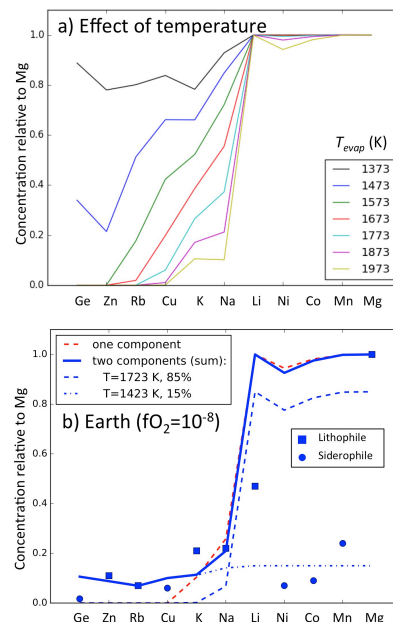 a) Effect of temperature
Concentration relative to Mg
1.0
0.8
0.6
0.4
0.2
0.0
T_evap (K)
1373
1473
1573
1673
1773
1873
1973
Ge Zn Rb Cu K Na Li Ni Co Mn Mg
one component
two components (sum):
T=1723 K, 85%
T=1423 K, 15%
b) Earth (fO₂=10⁻⁸)
Lithophile
Siderophile
Concentration relative to Mg
1.0
0.8
0.6
0.4
0.2
0.0
Ge Zn Rb Cu K Na Li Ni Co Mn Mg